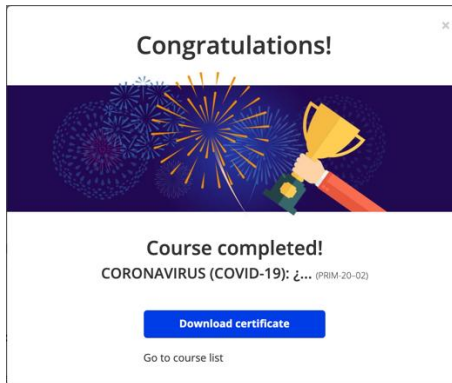 ×
Congratulations!
Course completed!
CORONAVIRUS (COVID-19): ¿... (PRIM-20-02)
Download certificate
Go to course list